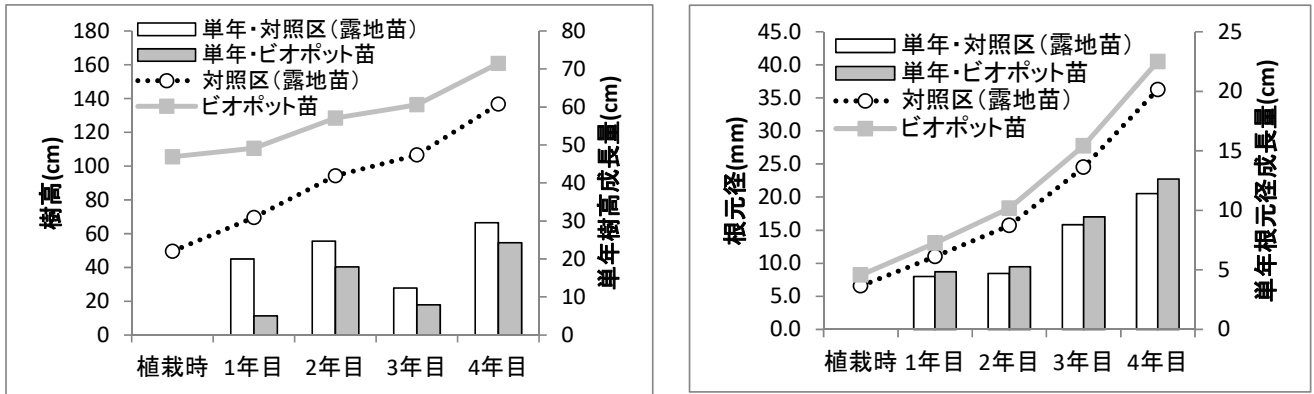 樹高(cm)
180
160
140
120
100
80
60
40
20
0
単年・対照区(露地苗)
単年・ビオポット苗
対照区(露地苗)
ビオポット苗
80
70
60
50
40
30
20
10
0
単年樹高成長量(cm)
植栽時 1年目 2年目 3年目 4年目
根元径(mm)
45.0
40.0
35.0
30.0
25.0
20.0
15.0
10.0
5.0
0.0
単年・対照区(露地苗)
単年・ビオポット苗
対照区(露地苗)
ビオポット苗
25
20
15
10
5
0
単年根元径成長量(cm)
植栽時 1年目 2年目 3年目 4年目